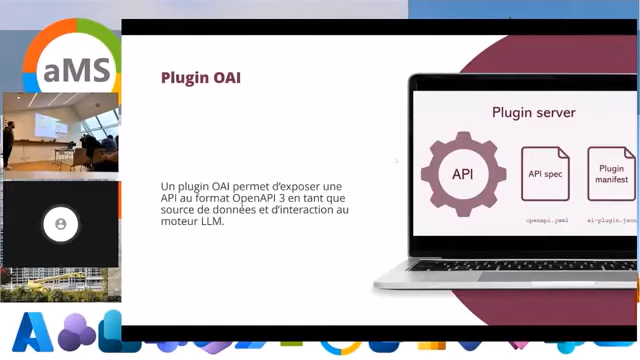 aMS
Plugin OAI
Un plugin OAI permet d'exposer une
API au format OpenAPI 3 en tant que
source de données et d'interaction au
moteur LLM.
Plugin server
API
API spec
Plugin
manifest
openapi.yaml
ai-plugin.json